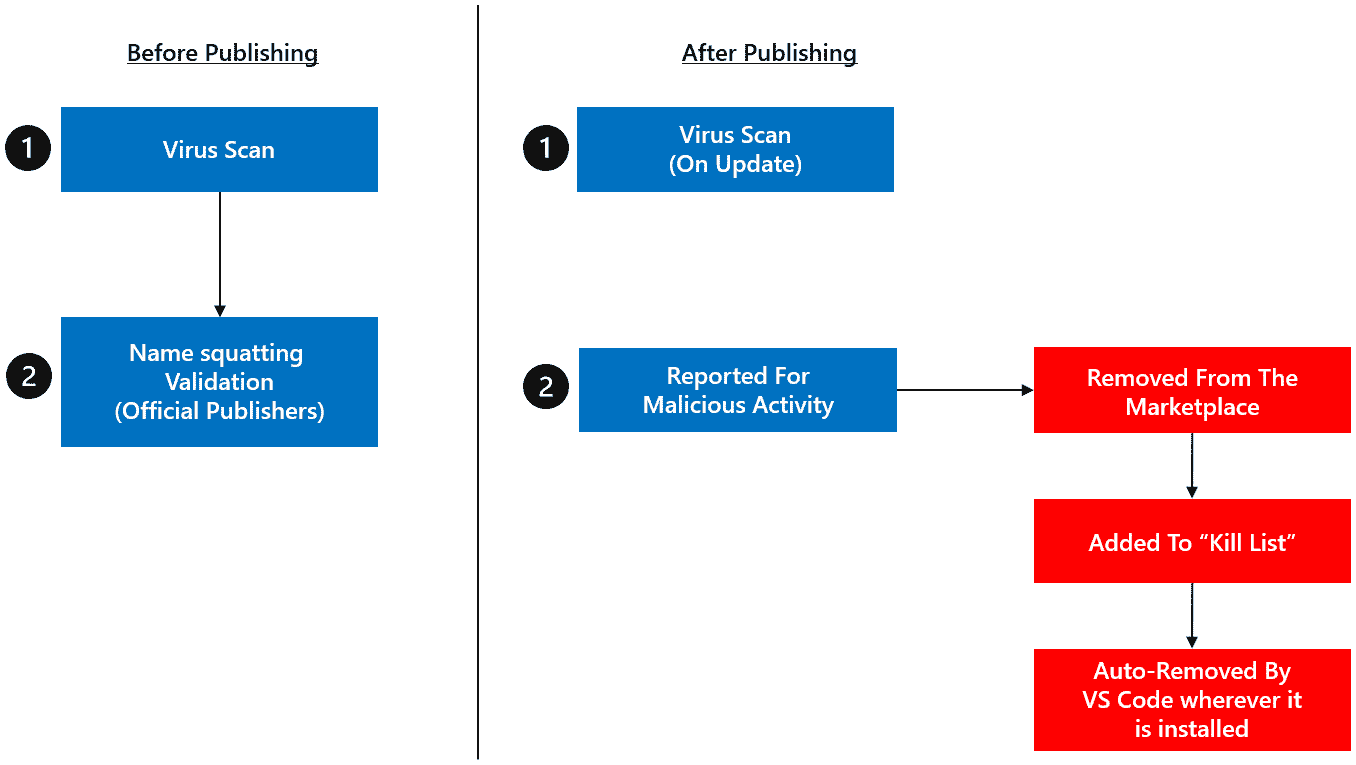 Before Publishing
1
Virus Scan
2
Name squatting
Validation
(Official Publishers)
After Publishing
1
Virus Scan
(On Update)
2
Reported For
Malicious Activity
Removed From The
Marketplace
Added To “Kill List”
Auto-Removed By
VS Code wherever it
is installed